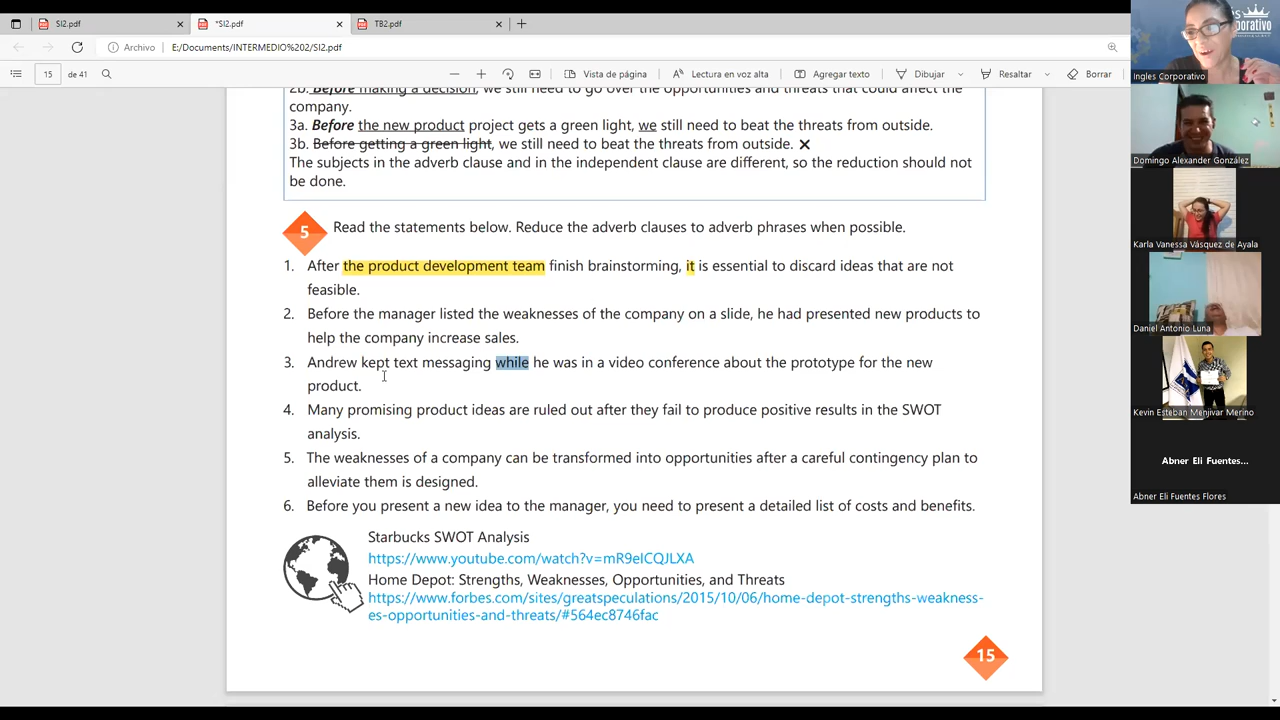 SI2.pdf
*SI2.pdf
TB2.pdf
Archivo
E:/Documents/INTERMEDIO%202/SI2.pdf
15
de 41
Vista de página
Lectura en voz alta
Agregar texto
Dibujar
Resaltar
Borrar
2b. Before making a decision, we still need to go over the opportunities and threats that could affect the
company.
3a. Before the new product project gets a green light, we still need to beat the threats from outside.
3b. Before getting a green light, we still need to beat the threats from outside. ✕
The subjects in the adverb clause and in the independent clause are different, so the reduction should not
be done.
5
Read the statements below. Reduce the adverb clauses to adverb phrases when possible.
1. After the product development team finish brainstorming, it is essential to discard ideas that are not
feasible.
2. Before the manager listed the weaknesses of the company on a slide, he had presented new products to
help the company increase sales.
3. Andrew kept text messaging while he was in a video conference about the prototype for the new
product.
4. Many promising product ideas are ruled out after they fail to produce positive results in the SWOT
analysis.
5. The weaknesses of a company can be transformed into opportunities after a careful contingency plan to
alleviate them is designed.
6. Before you present a new idea to the manager, you need to present a detailed list of costs and benefits.
Starbucks SWOT Analysis
https://www.youtube.com/watch?v=mR9eICQJLXA
Home Depot: Strengths, Weaknesses, Opportunities, and Threats
https://www.forbes.com/sites/greatspeculations/2015/10/06/home-depot-strengths-weakness-
es-opportunities-and-threats/#564ec8746fac
15
Ingles Corporativo
Domingo Alexander González
Karla Vanessa Vásquez de Ayala
Daniel Antonio Luna
Kevin Esteban Menjivar Merino
Abner Eli Fuentes...
Abner Eli Fuentes Flores